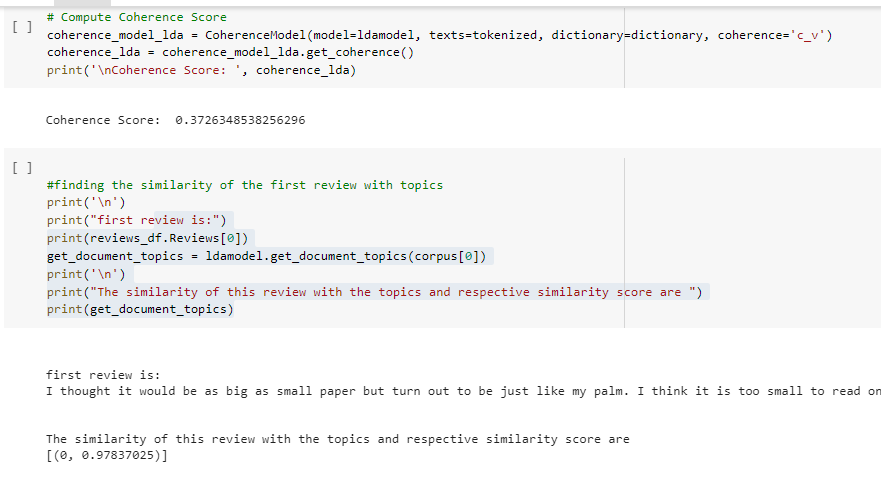 [ ]
# Compute Coherence Score
coherence_model_lda = CoherenceModel(model=ldamodel, texts=tokenized, dictionary=dictionary, coherence='c_v')
coherence_lda = coherence_model_lda.get_coherence()
print('\nCoherence Score: ', coherence_lda)
Coherence Score:  0.3726348538256296
[ ]
#finding the similarity of the first review with topics
print('\n')
print("first review is:")
print(reviews_df.Reviews[0])
get_document_topics = ldamodel.get_document_topics(corpus[0])
print('\n')
print("The similarity of this review with the topics and respective similarity score are ")
print(get_document_topics)
first review is:
I thought it would be as big as small paper but turn out to be just like my palm. I think it is too small to read on
The similarity of this review with the topics and respective similarity score are
[(0, 0.97837025)]